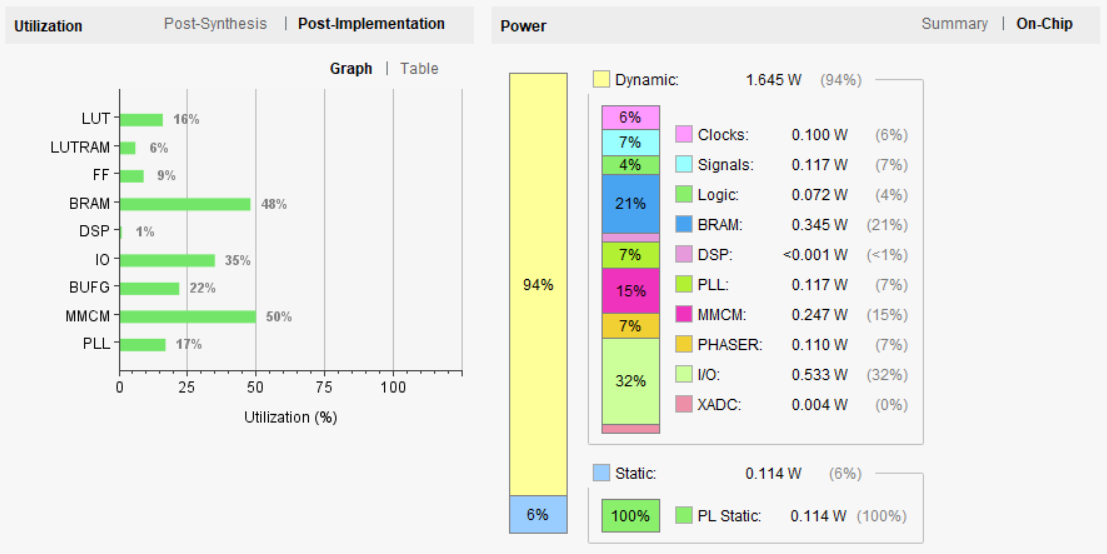 Utilization Post-Synthesis | Post-Implementation
Graph | Table
LUT 16%
LUTRAM 6%
FF 9%
BRAM 48%
DSP 1%
IO 35%
BUFG 22%
MMCM 50%
PLL 17%
0 25 50 75 100
Utilization (%)
Power Summary | On-Chip
94%
6%
Dynamic: 1.645 W (94%)
6%
7%
4%
21%
7%
15%
7%
32%
Clocks: 0.100 W (6%)
Signals: 0.117 W (7%)
Logic: 0.072 W (4%)
BRAM: 0.345 W (21%)
DSP: <0.001 W (<1%)
PLL: 0.117 W (7%)
MMCM: 0.247 W (15%)
PHASER: 0.110 W (7%)
I/O: 0.533 W (32%)
XADC: 0.004 W (0%)
Static: 0.114 W (6%)
100% PL Static: 0.114 W (100%)